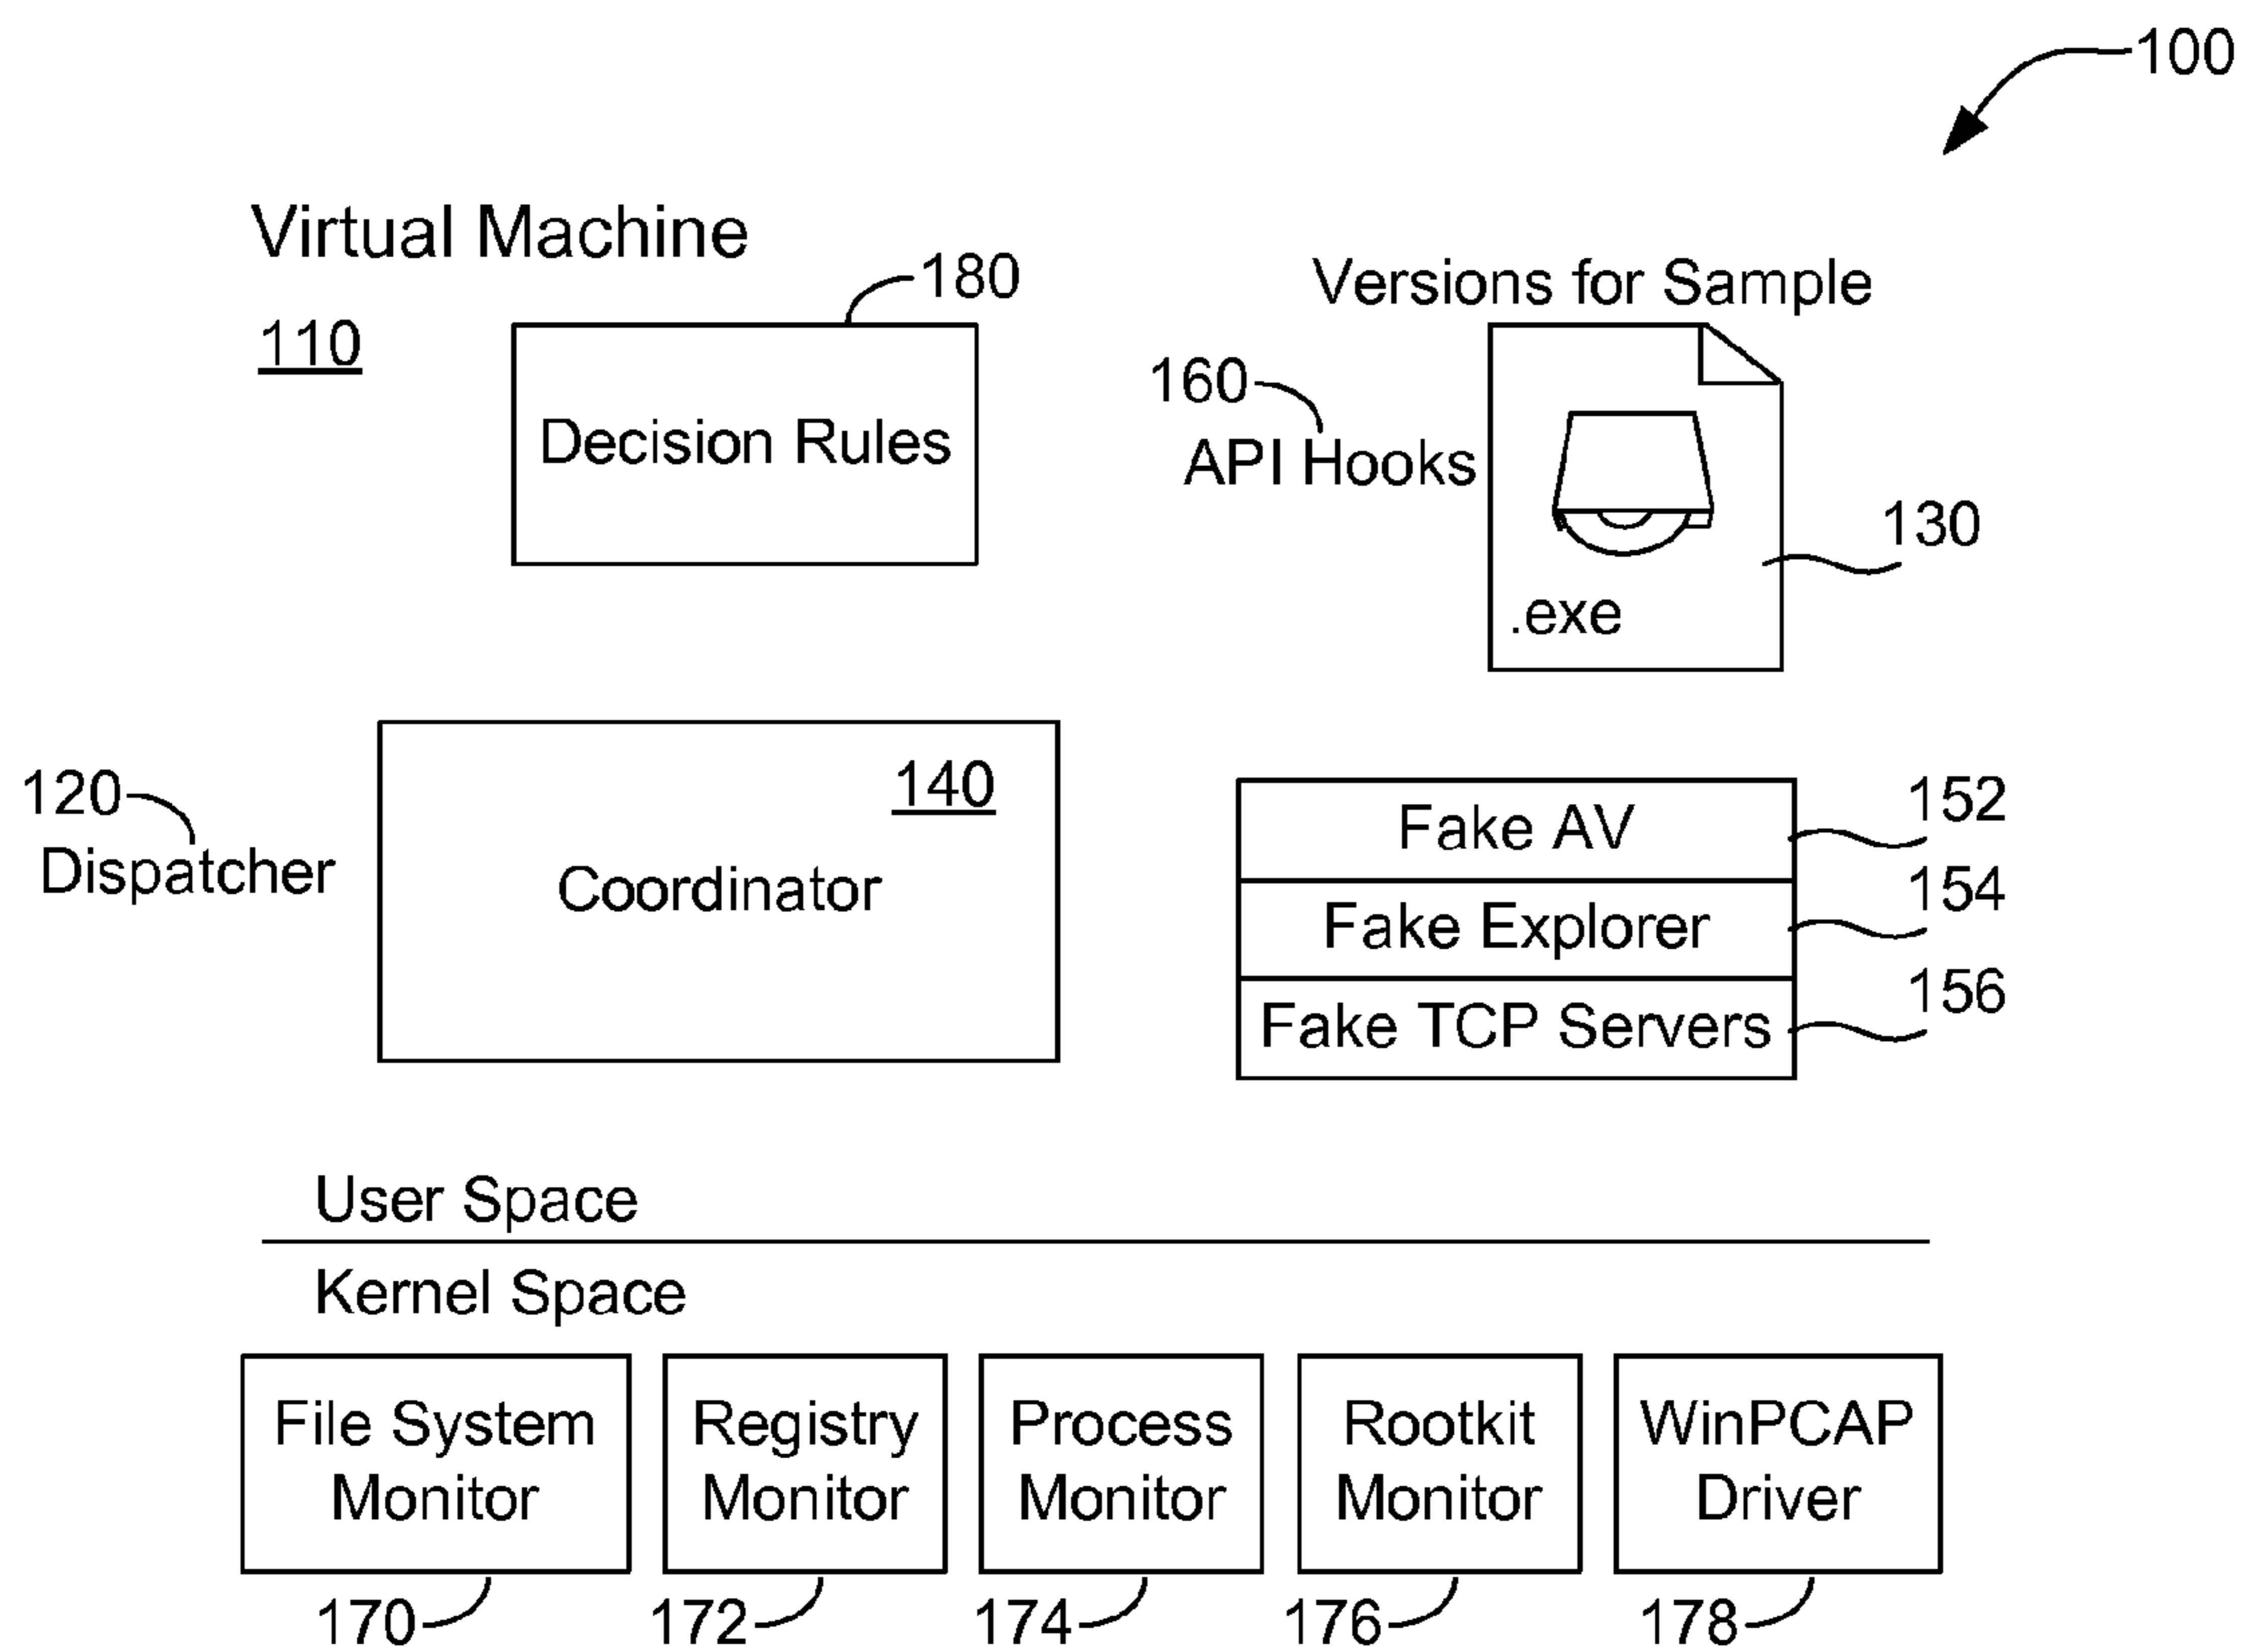 100
Virtual Machine
110
180
Decision Rules
Versions for Sample
160
API Hooks
130
.exe
120
Dispatcher
140
Coordinator
Fake AV
152
Fake Explorer
154
Fake TCP Servers
156
User Space
Kernel Space
File System
Monitor
Registry
Monitor
Process
Monitor
Rootkit
Monitor
WinPCAP
Driver
170
172
174
176
178